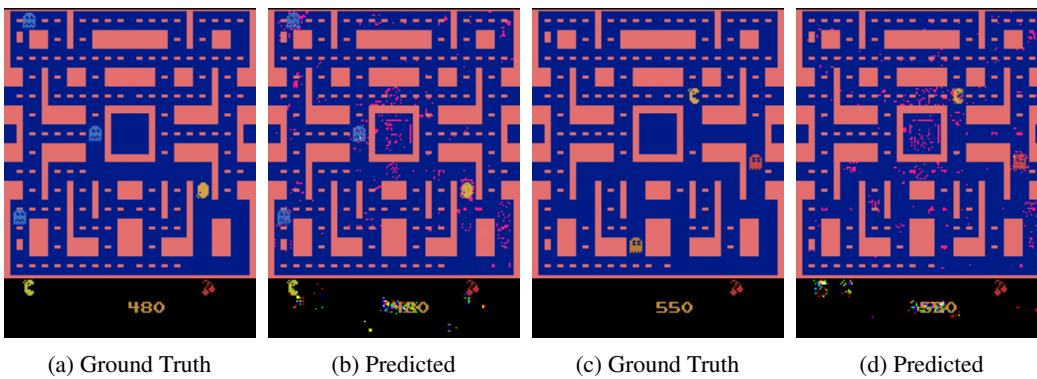 480
550
(a) Ground Truth
(b) Predicted
(c) Ground Truth
(d) Predicted